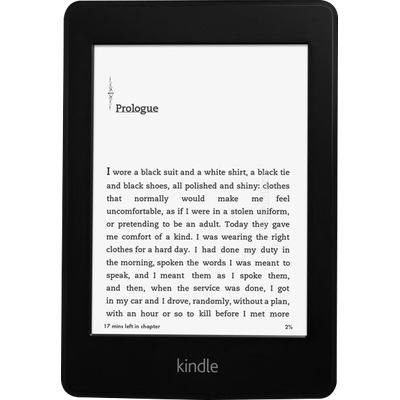 Prologue
I wore a black suit and a white shirt, a black tie
and black shoes, all polished and shiny: clothes
that normally would make me feel
uncomfortable, as if I were in a stolen uniform,
or pretending to be an adult. Today they gave
me comfort of a kind. I was wearing the right
clothes for a hard day. I had done my duty in
the morning, spoken the words I was meant to
speak, and I meant them as I spoke them,
and then, when the service was done, I got
in my car and I drove, randomly, without a plan,
with an hour or so to kill before I met more
17 mins left in chapter 2%
kindle